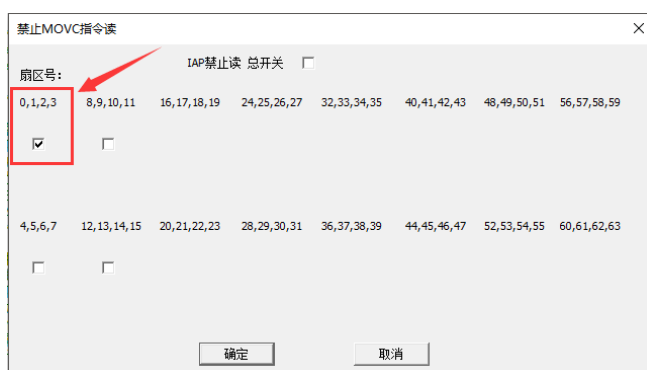 禁止MOVC指令读
IAP禁止读 总开关
扇区号：
0,1,2,3 8,9,10,11 16,17,18,19 24,25,26,27 32,33,34,35 40,41,42,43 48,49,50,51 56,57,58,59
4,5,6,7 12,13,14,15 20,21,22,23 28,29,30,31 36,37,38,39 44,45,46,47 52,53,54,55 60,61,62,63
确定 取消